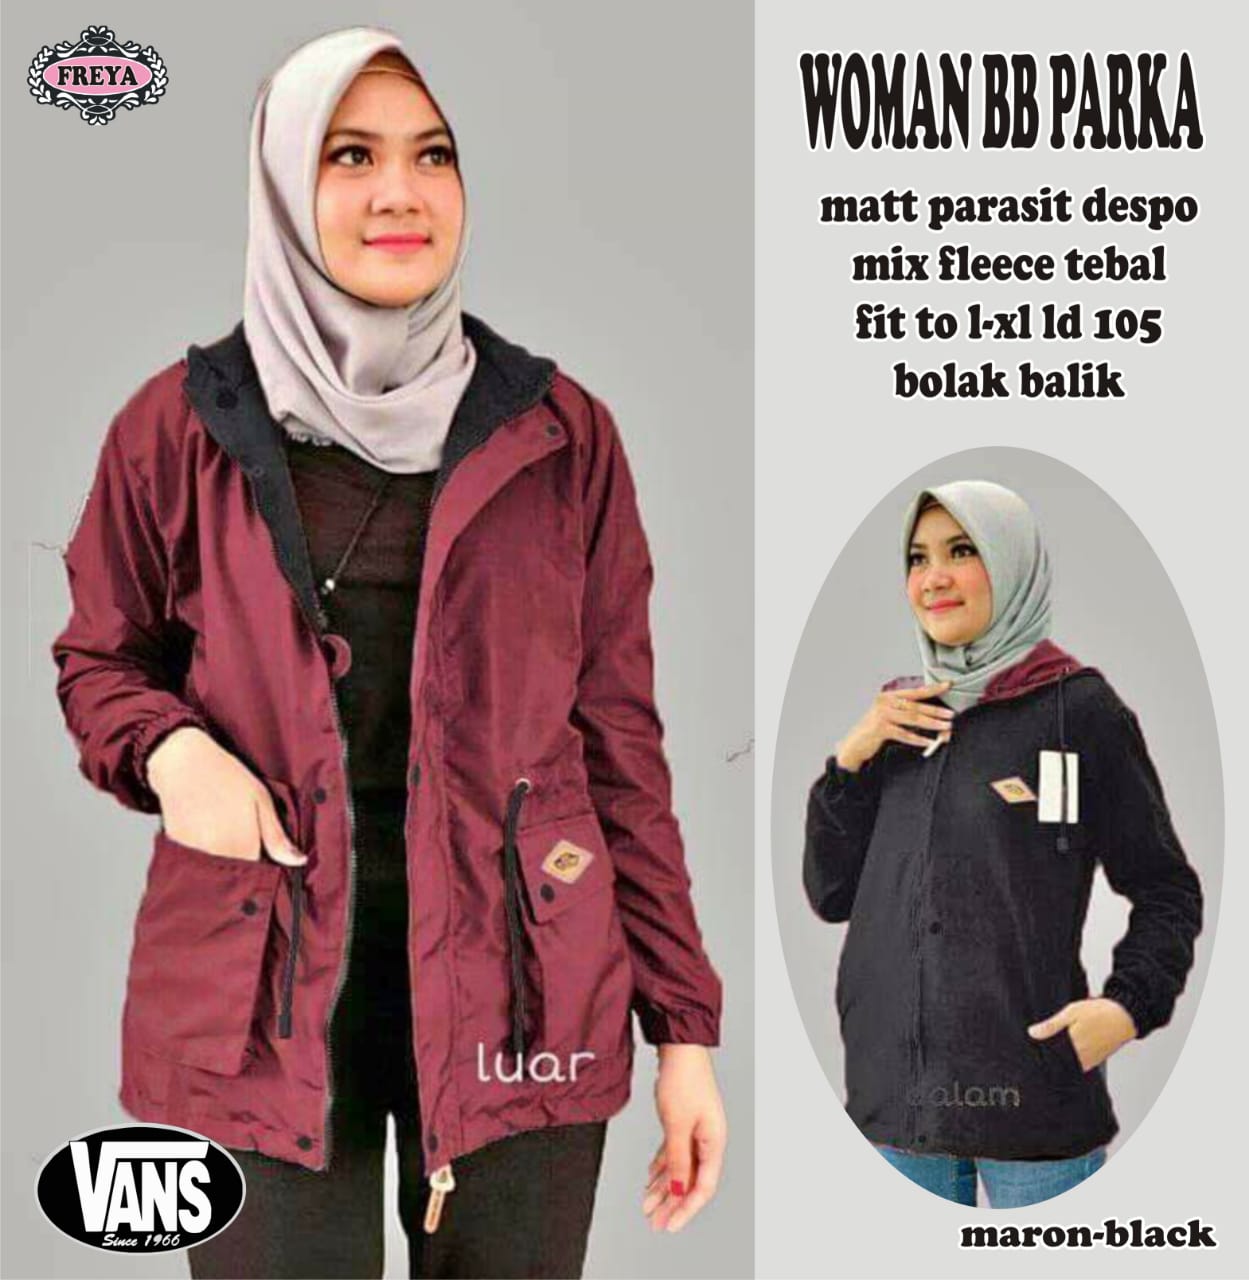 FREYA
WOMAN BB PARKA
matt parasit despo
mix fleece tebal
fit to l-xl ld 105
bolak balik
luar
dalam
VANS
Since 1966
maron-black